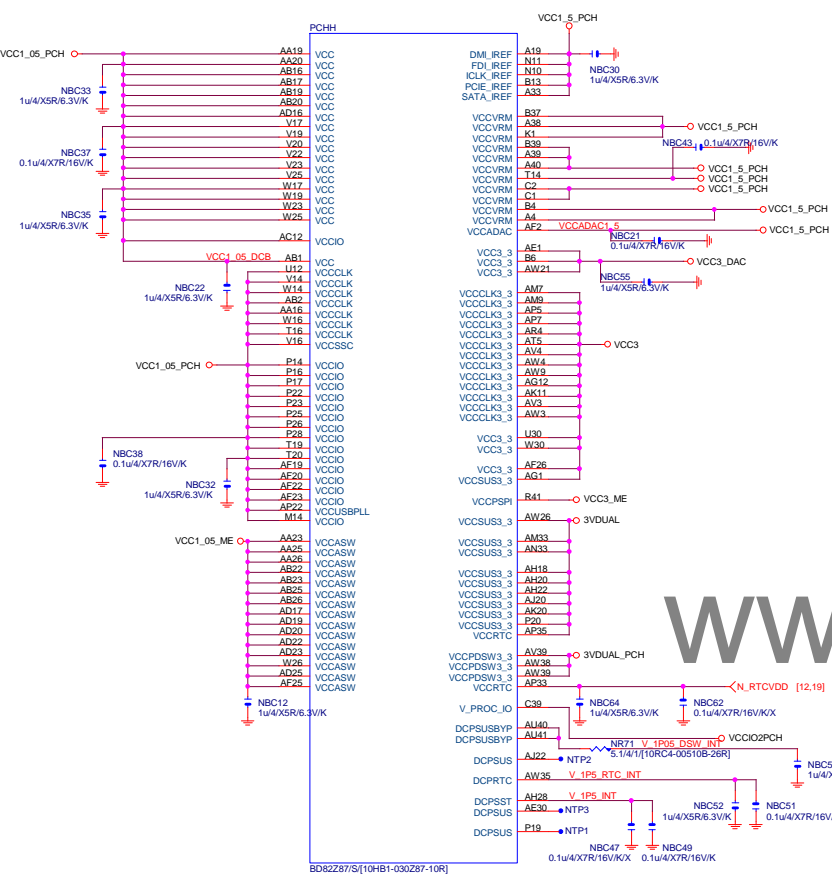 VCC1_5_PCH
PCHH
VCC1_05_PCH
AA19 VCC
AA20 VCC
AB16 VCC
AB17 VCC
AB19 VCC
AB20 VCC
AD16 VCC
V17 VCC
V19 VCC
V20 VCC
V22 VCC
V23 VCC
V25 VCC
W17 VCC
W19 VCC
W23 VCC
W25 VCC
AC12 VCCIO
VCC1_05_DCB
AB1 VCC
U12 VCCCLK
V14 VCCCLK
W14 VCCCLK
AB2 VCCCLK
AA16 VCCCLK
W16 VCCCLK
T16 VCCCLK
V16 VCCSSC
VCC1_05_PCH
P14 VCCIO
P16 VCCIO
P17 VCCIO
P22 VCCIO
P23 VCCIO
P25 VCCIO
P26 VCCIO
P28 VCCIO
T19 VCCIO
T20 VCCIO
AF19 VCCIO
AF20 VCCIO
AF22 VCCIO
AF23 VCCIO
AP22 VCCUSBPLL
M14 VCCIO
VCC1_05_ME
AA23 VCCASW
AA25 VCCASW
AA26 VCCASW
AB22 VCCASW
AB23 VCCASW
AB25 VCCASW
AB26 VCCASW
AD17 VCCASW
AD19 VCCASW
AD20 VCCASW
AD22 VCCASW
AD23 VCCASW
W26 VCCASW
AD25 VCCASW
AF25 VCCASW
NBC33
1u/4/X5R/6.3V/K
NBC37
0.1u/4/X7R/16V/K
NBC35
1u/4/X5R/6.3V/K
NBC22
1u/4/X5R/6.3V/K
NBC38
0.1u/4/X7R/16V/K
NBC32
1u/4/X5R/6.3V/K
NBC12
1u/4/X5R/6.3V/K
DMI_IREF A19
FDI_IREF N11
ICLK_IREF N10
PCIE_IREF B13
SATA_IREF A33
NBC30
1u/4/X5R/6.3V/K
VCCVRM B37
VCCVRM A38
VCCVRM K1
VCCVRM B39
VCCVRM A39
VCCVRM A40
VCCVRM T14
VCCVRM C2
VCCVRM C1
VCCVRM B4
VCCVRM A4
VCCADAC AF2
VCC1_5_PCH
NBC43 0.1u/4/X7R/16V/K
VCC1_5_PCH
VCC1_5_PCH
VCC1_5_PCH
VCC1_5_PCH
VCCADAC1_5
VCC1_5_PCH
NBC21
0.1u/4/X7R/16V/K
VCC3_3 AE1
VCC3_3 B6
VCC3_3 AW21
VCC3_DAC
NBC55
1u/4/X5R/6.3V/K
VCCCLK3_3 AM7
VCCCLK3_3 AM9
VCCCLK3_3 AP5
VCCCLK3_3 AP7
VCCCLK3_3 AR4
VCCCLK3_3 AT5
VCCCLK3_3 AV4
VCCCLK3_3 AW4
VCCCLK3_3 AW9
VCCCLK3_3 AG12
VCCCLK3_3 AK11
VCCCLK3_3 AV3
VCCCLK3_3 AW3
VCC3
VCC3_3 U30
VCC3_3 W30
VCC3_3 AF26
VCCSUS3_3 AG1
VCCPSPI R41 VCC3_ME
VCCSUS3_3 AW26 3VDUAL
VCCSUS3_3 AM33
VCCSUS3_3 AN33
VCCSUS3_3 AH18
VCCSUS3_3 AH20
VCCSUS3_3 AH22
VCCSUS3_3 AJ20
VCCSUS3_3 AK20
VCCSUS3_3 P20
VCCRTC AP35
VCCPDSW3_3 AV39 3VDUAL_PCH
VCCPDSW3_3 AW38
VCCPDSW3_3 AW39
VCCRTC AP33
N_RTCVDD [12,19]
NBC64
1u/4/X5R/6.3V/K
NBC62
0.1u/4/X7R/16V/K/X
V_PROC_IO C39
VCCIO2PCH
DCPSUSBYP AU40
DCPSUSBYP AU41
NR71 V_1P05_DSW_INT
5.1/4/1/[10RC4-00510B-26R]
DCPSUS AJ22 NTP2
DCPRTC AW35 V_1P5_RTC_INT
NBC52
1u/4/X5R/6.3V/K
NBC51
0.1u/4/X7R/16V/
DCPSST AH28 V_1P5_INT
DCPSUS AE30 NTP3
DCPSUS P19 NTP1
NBC47
0.1u/4/X7R/16V/K/X
NBC49
0.1u/4/X7R/16V/K
BD82Z87/S/[10HB1-030Z87-10R]